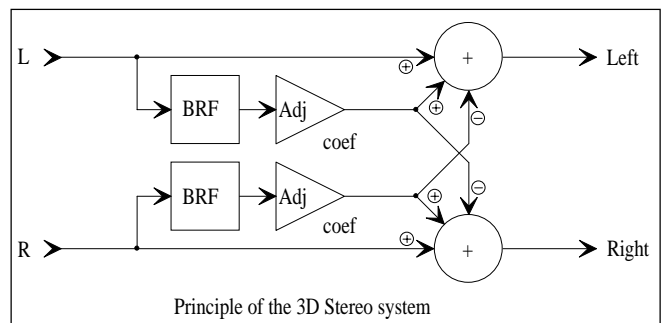 L
+
⊕
Left
BRF
Adj
⊕
⊖
coef
BRF
Adj
⊕
⊖
coef
R
⊕
+
Right
Principle of the 3D Stereo system